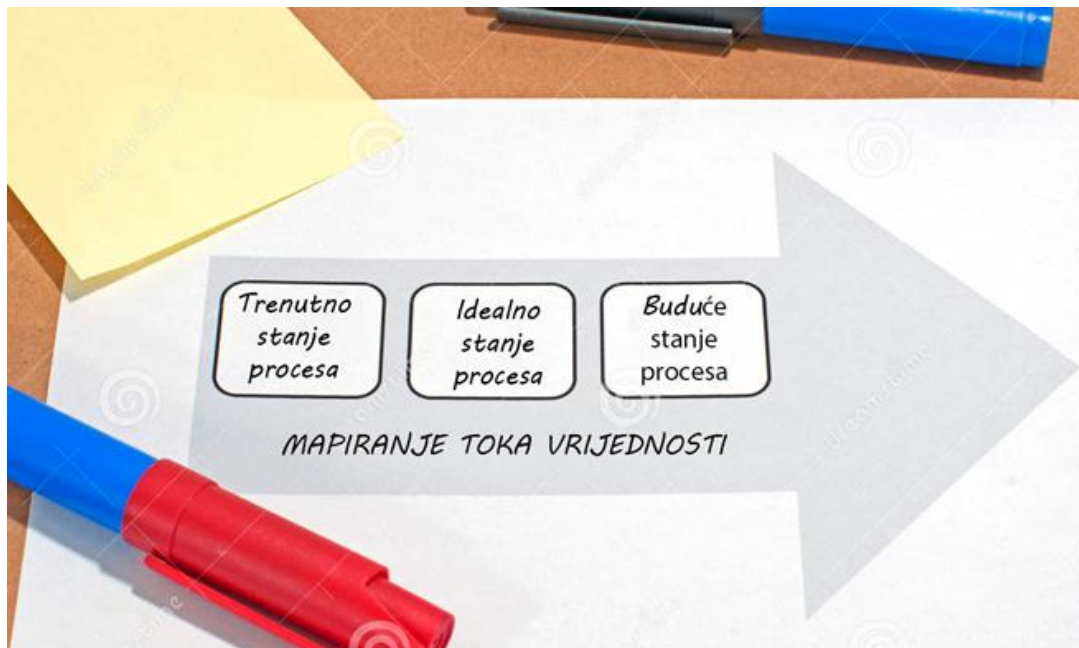 Trenutno
stanje
procesa
Idealno
stanje
procesa
Buduće
stanje
procesa
MAPIRANJE TOKA VRIJEDNOSTI